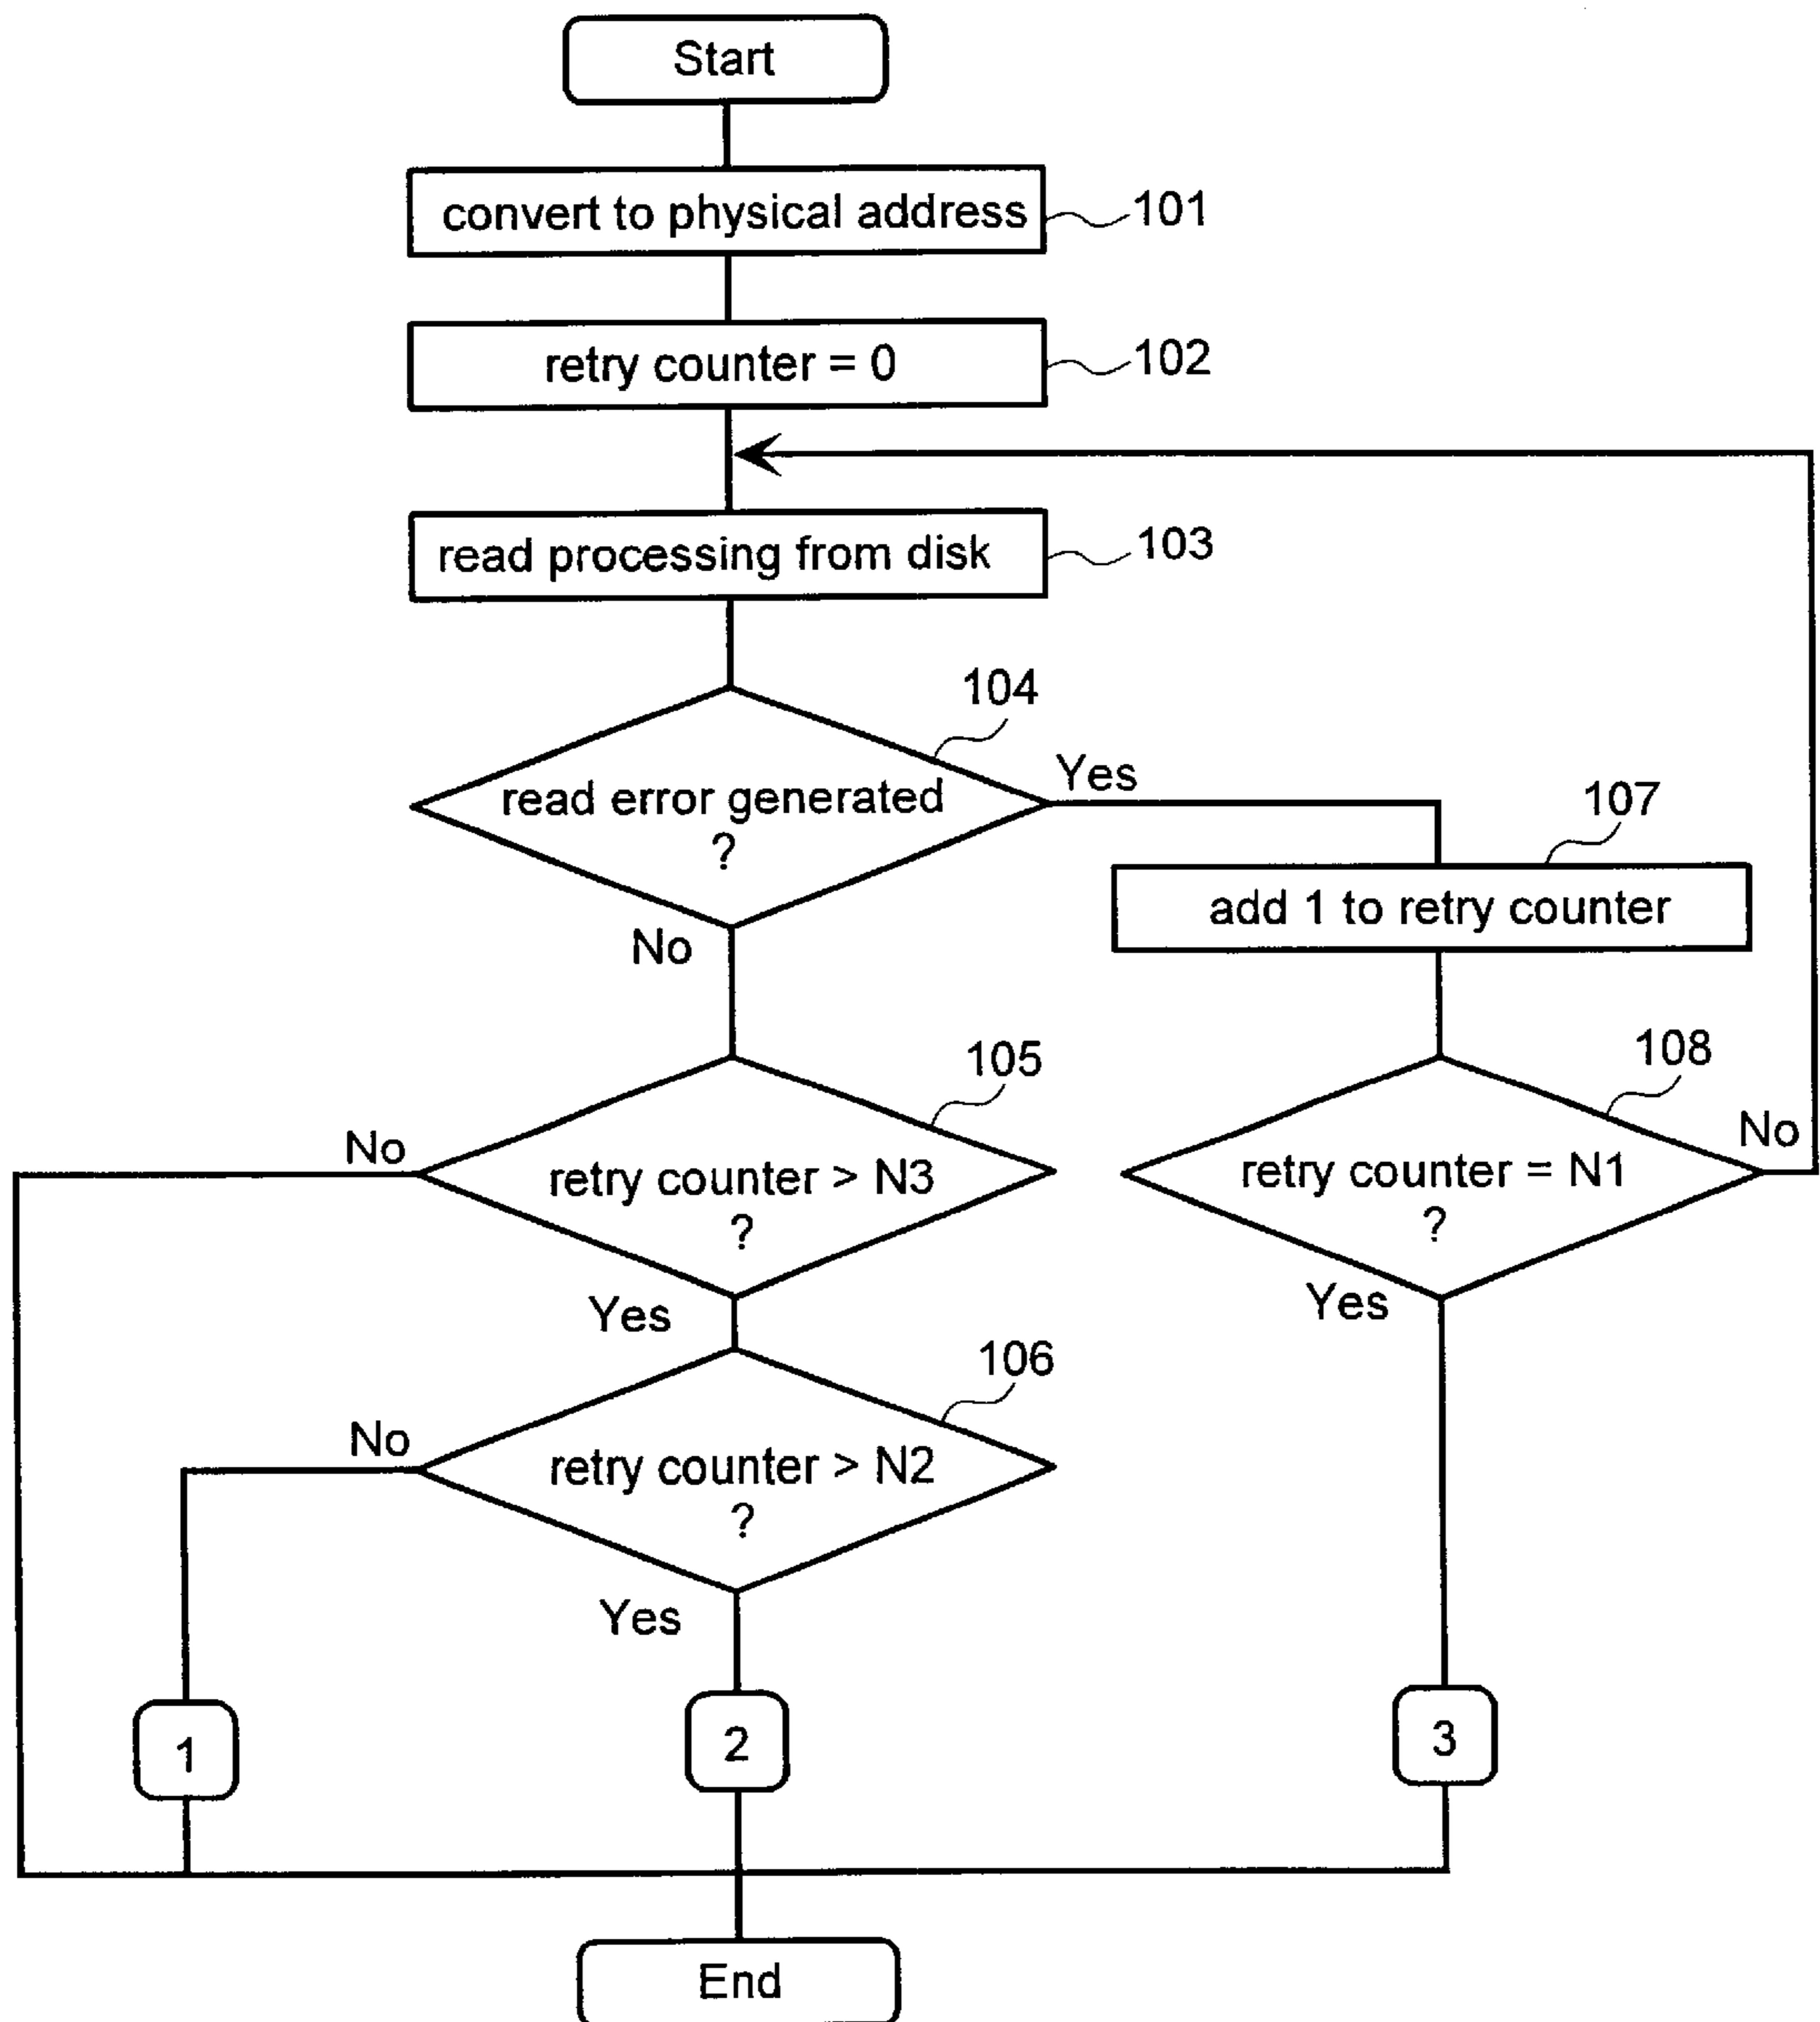 Start
convert to physical address
101
retry counter = 0
102
read processing from disk
103
104
read error generated
?
Yes
No
107
add 1 to retry counter
105
No
retry counter > N3
?
Yes
108
No
retry counter = N1
?
Yes
106
No
retry counter > N2
?
Yes
1
2
3
End